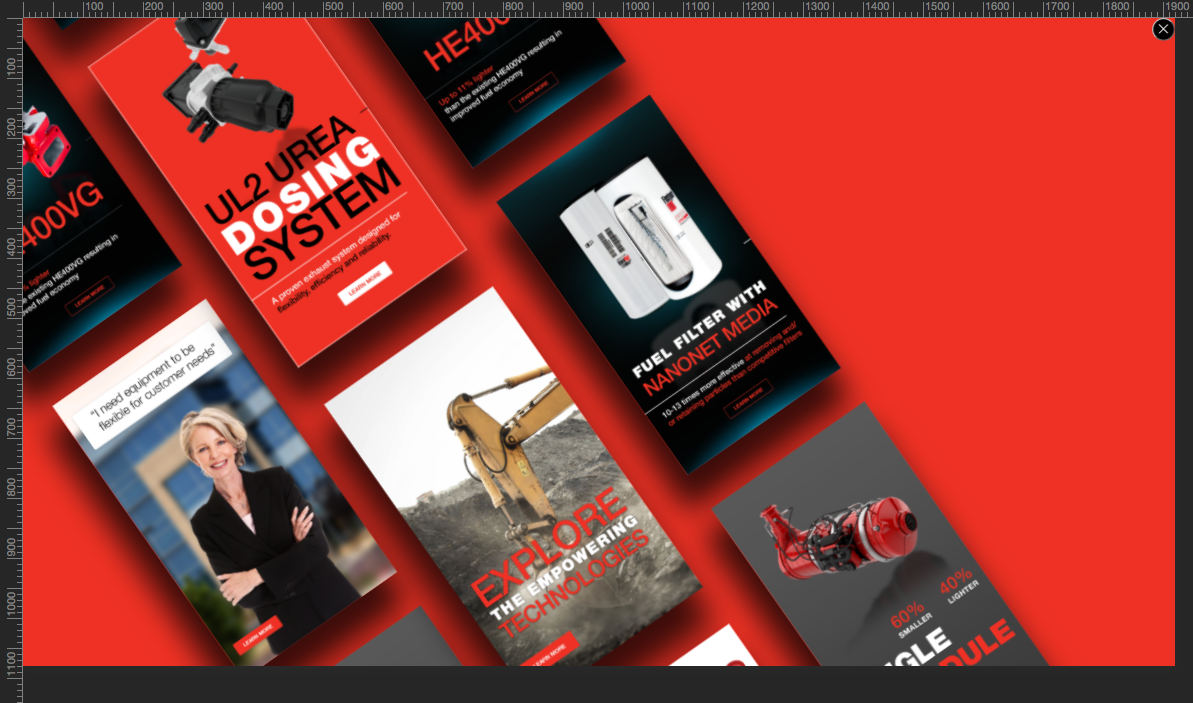 100 200 300 400 500 600 700 800 900 1000 1100 1200 1300 1400 1500 1600 1700 1800 1900
100
200
300
400
500
600
700
800
900
1000
1100
400VG
lighter
existing HE400VG resulting in
fuel economy
LEARN MORE
UL2 UREA
DOSING
SYSTEM
A proven exhaust system designed for
flexibility, efficiency and reliability.
LEARN MORE
HE400
Up to 11% lighter
than the existing HE400VG resulting in
improved fuel economy
LEARN MORE
FUEL FILTER WITH
NANONET MEDIA
10-13 times more effective at removing and/
or retaining particles than competitive filters
LEARN MORE
"I need equipment to be
flexible for customer needs"
LEARN MORE
EXPLORE
THE EMPOWERING
TECHNOLOGIES
LEARN MORE
60%
SMALLER
40%
LIGHTER
GLE
DULE